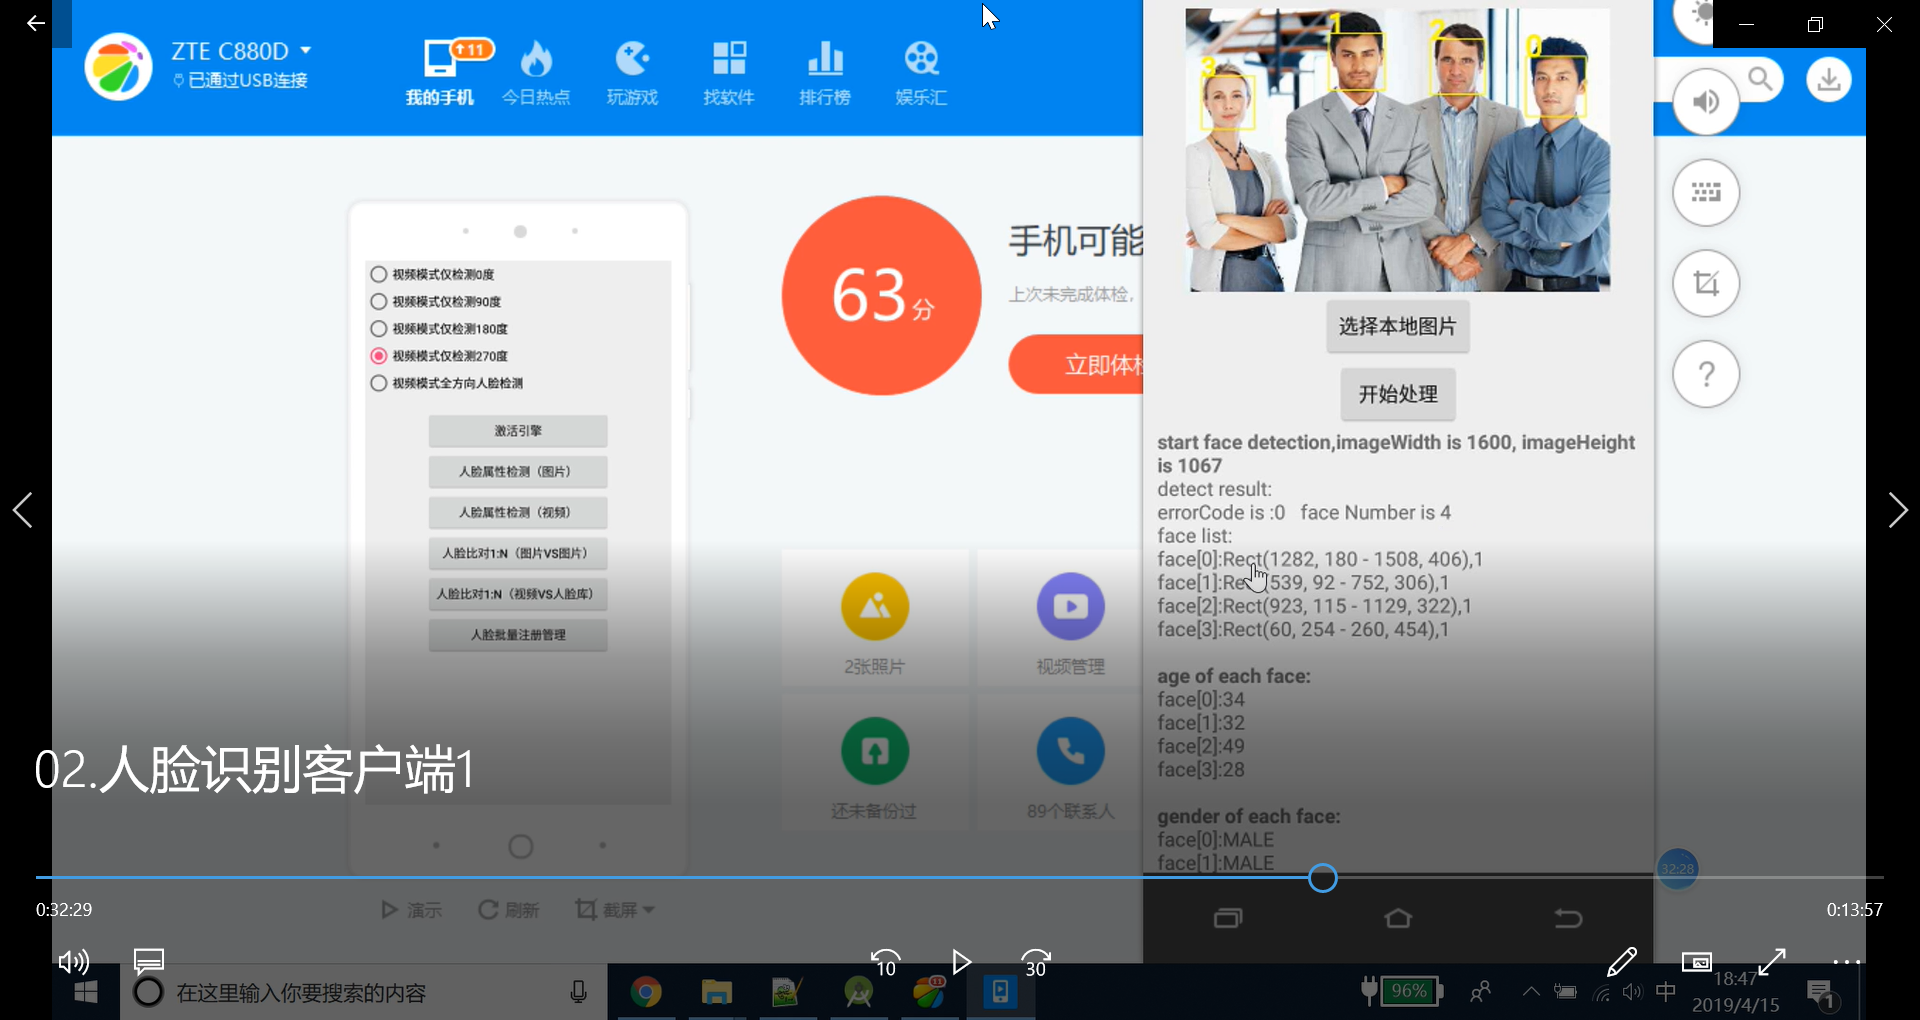 ZTE C880D
已通过USB连接
11
我的手机
今日热点
玩游戏
找软件
排行榜
娱乐汇
视频模式仅检测0度
视频模式仅检测90度
视频模式仅检测180度
视频模式仅检测270度
视频模式全方向人脸检测
激活引擎
人脸属性检测（图片）
人脸属性检测（视频）
人脸比对1:N（图片VS图片）
人脸比对1:N（视频VS人脸库）
人脸批量注册管理
63分
手机可能
上次未完成体检，
立即体检
2张照片
视频管理
还未备份过
89个联系人
3
1
2
0
选择本地图片
开始处理
start face detection,imageWidth is 1600, imageHeight
is 1067
detect result:
errorCode is :0 face Number is 4
face list:
face[0]:Rect(1282, 180 - 1508, 406),1
face[1]:Rect(539, 92 - 752, 306),1
face[2]:Rect(923, 115 - 1129, 322),1
face[3]:Rect(60, 254 - 260, 454),1
age of each face:
face[0]:34
face[1]:32
face[2]:49
face[3]:28
gender of each face:
face[0]:MALE
face[1]:MALE
?
02.人脸识别客户端1
32:28
0:32:29
0:13:57
演示
刷新
截屏
10
30
在这里输入你要搜索的内容
11
96%
中
18:47
2019/4/15
1